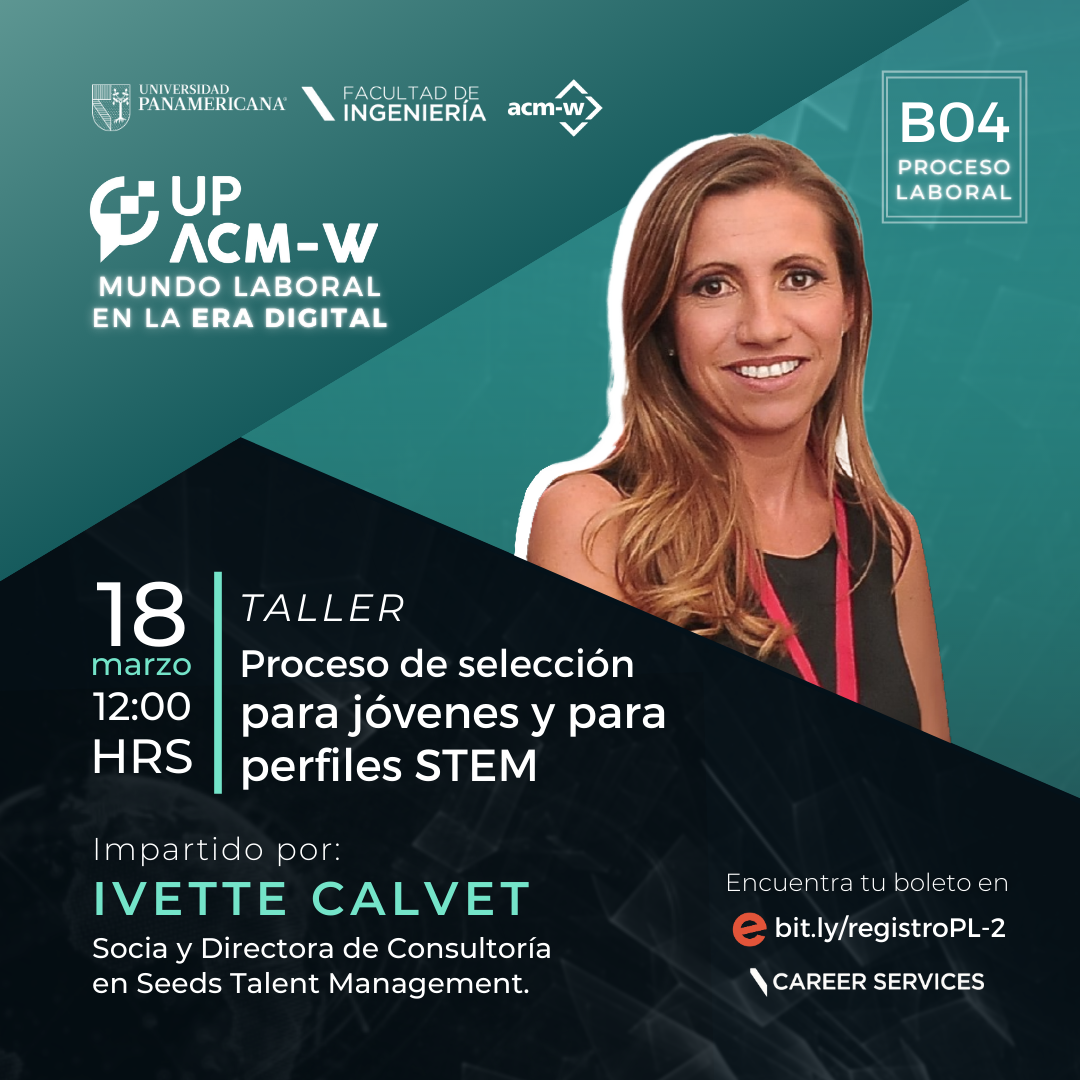 UNIVERSIDAD
PANAMERICANA®
FACULTAD DE
INGENIERÍA
acm-w
B04
PROCESO
LABORAL
UP
ACM-W
MUNDO LABORAL
EN LA ERA DIGITAL
18
marzo
12:00
HRS
TALLER
Proceso de selección
para jóvenes y para
perfiles STEM
Impartido por:
IVETTE CALVET
Socia y Directora de Consultoría
en Seeds Talent Management.
Encuentra tu boleto en
e bit.ly/registroPL-2
CAREER SERVICES